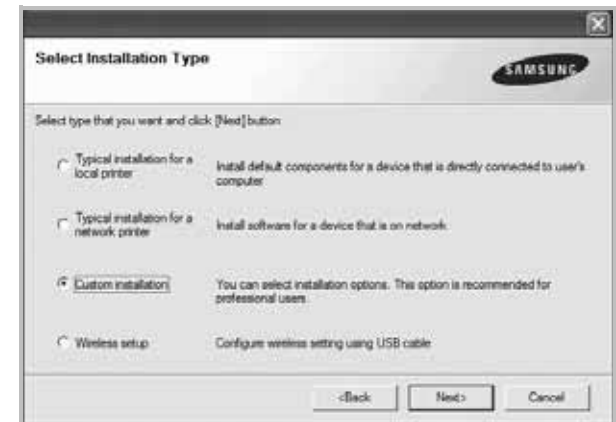 Select Installation Type
SAMSUNG
Select type that you want and click [Next] button
Typical installation for a
local printer
Install default components for a device that is directly connected to user's
computer
Typical installation for a
network printer
Install software for a device that is on network
Custom installation
You can select installation options. This option is recommended for
professional users.
Wireless setup
Configure wireless setting using USB cable
<Back
Next>
Cancel